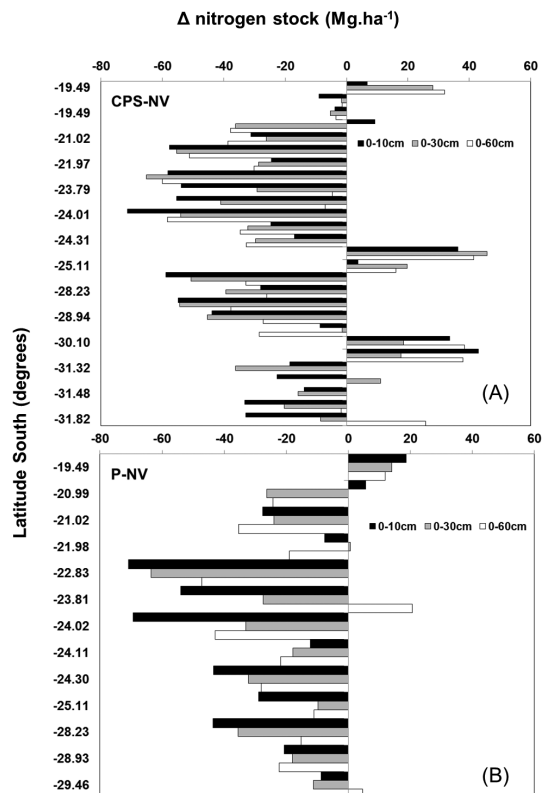 Δ nitrogen stock (Mg.ha⁻¹)
-80 -60 -40 -20 0 20 40 60
CPS-NV
-19.49
-19.49
-21.02
■ 0-10cm ■ 0-30cm □ 0-60cm
-21.97
-23.79
-24.01
-24.31
-25.11
-28.23
-28.94
-30.10
-31.32
-31.48
(A)
-31.82
Latitude South (degrees)
-80 -60 -40 -20 0 20 40 60
P-NV
-19.49
-20.99
-21.02
■ 0-10cm ■ 0-30cm □ 0-60cm
-21.98
-22.83
-23.81
-24.02
-24.11
-24.30
-25.11
-28.23
-28.93
(B)
-29.46